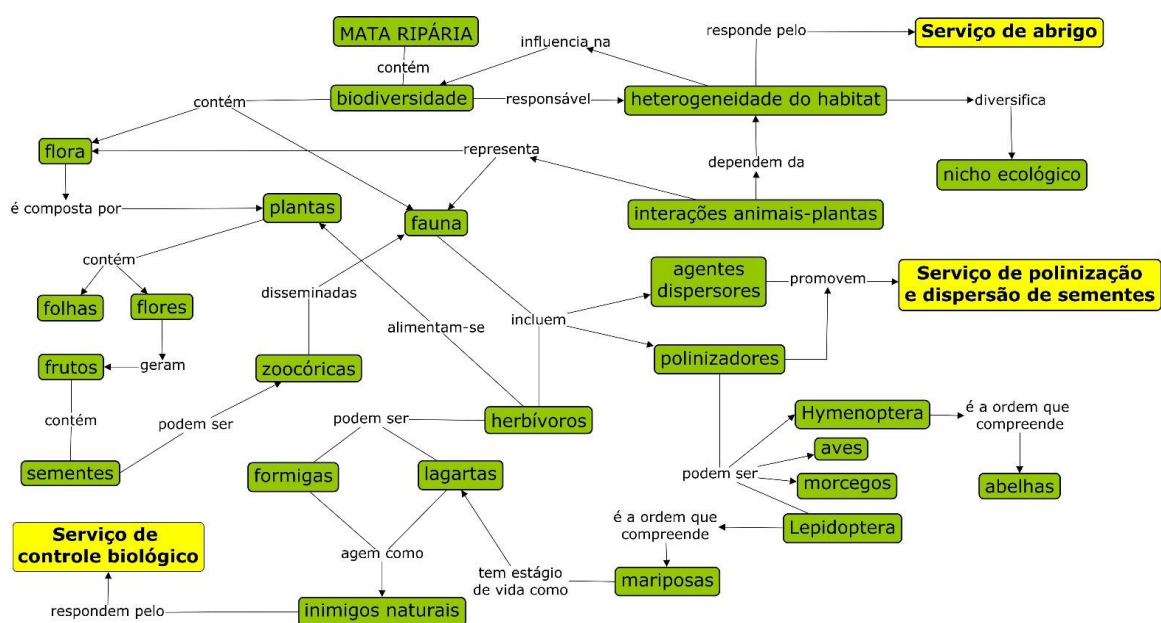 MATA RIPÁRIA
influencia na
responde pelo
Serviço de abrigo
contém
contém
biodiversidade
responsável
heterogeneidade do habitat
diversifica
flora
representa
dependem da
nicho ecológico
é composta por
plantas
fauna
interações animais-plantas
contém
folhas
flores
disseminadas
alimentam-se
incluem
agentes
dispersores
promovem
Serviço de polinização
e dispersão de sementes
frutos
geram
zoocóricas
polinizadores
contém
podem ser
podem ser
herbívoros
Hymenoptera
é a ordem que
compreende
sementes
formigas
lagartas
podem ser
aves
morcegos
abelhas
Lepidoptera
Serviço de
controle biológico
agem como
é a ordem que
compreende
tem estágio
de vida como
mariposas
respondem pelo
inimigos naturais